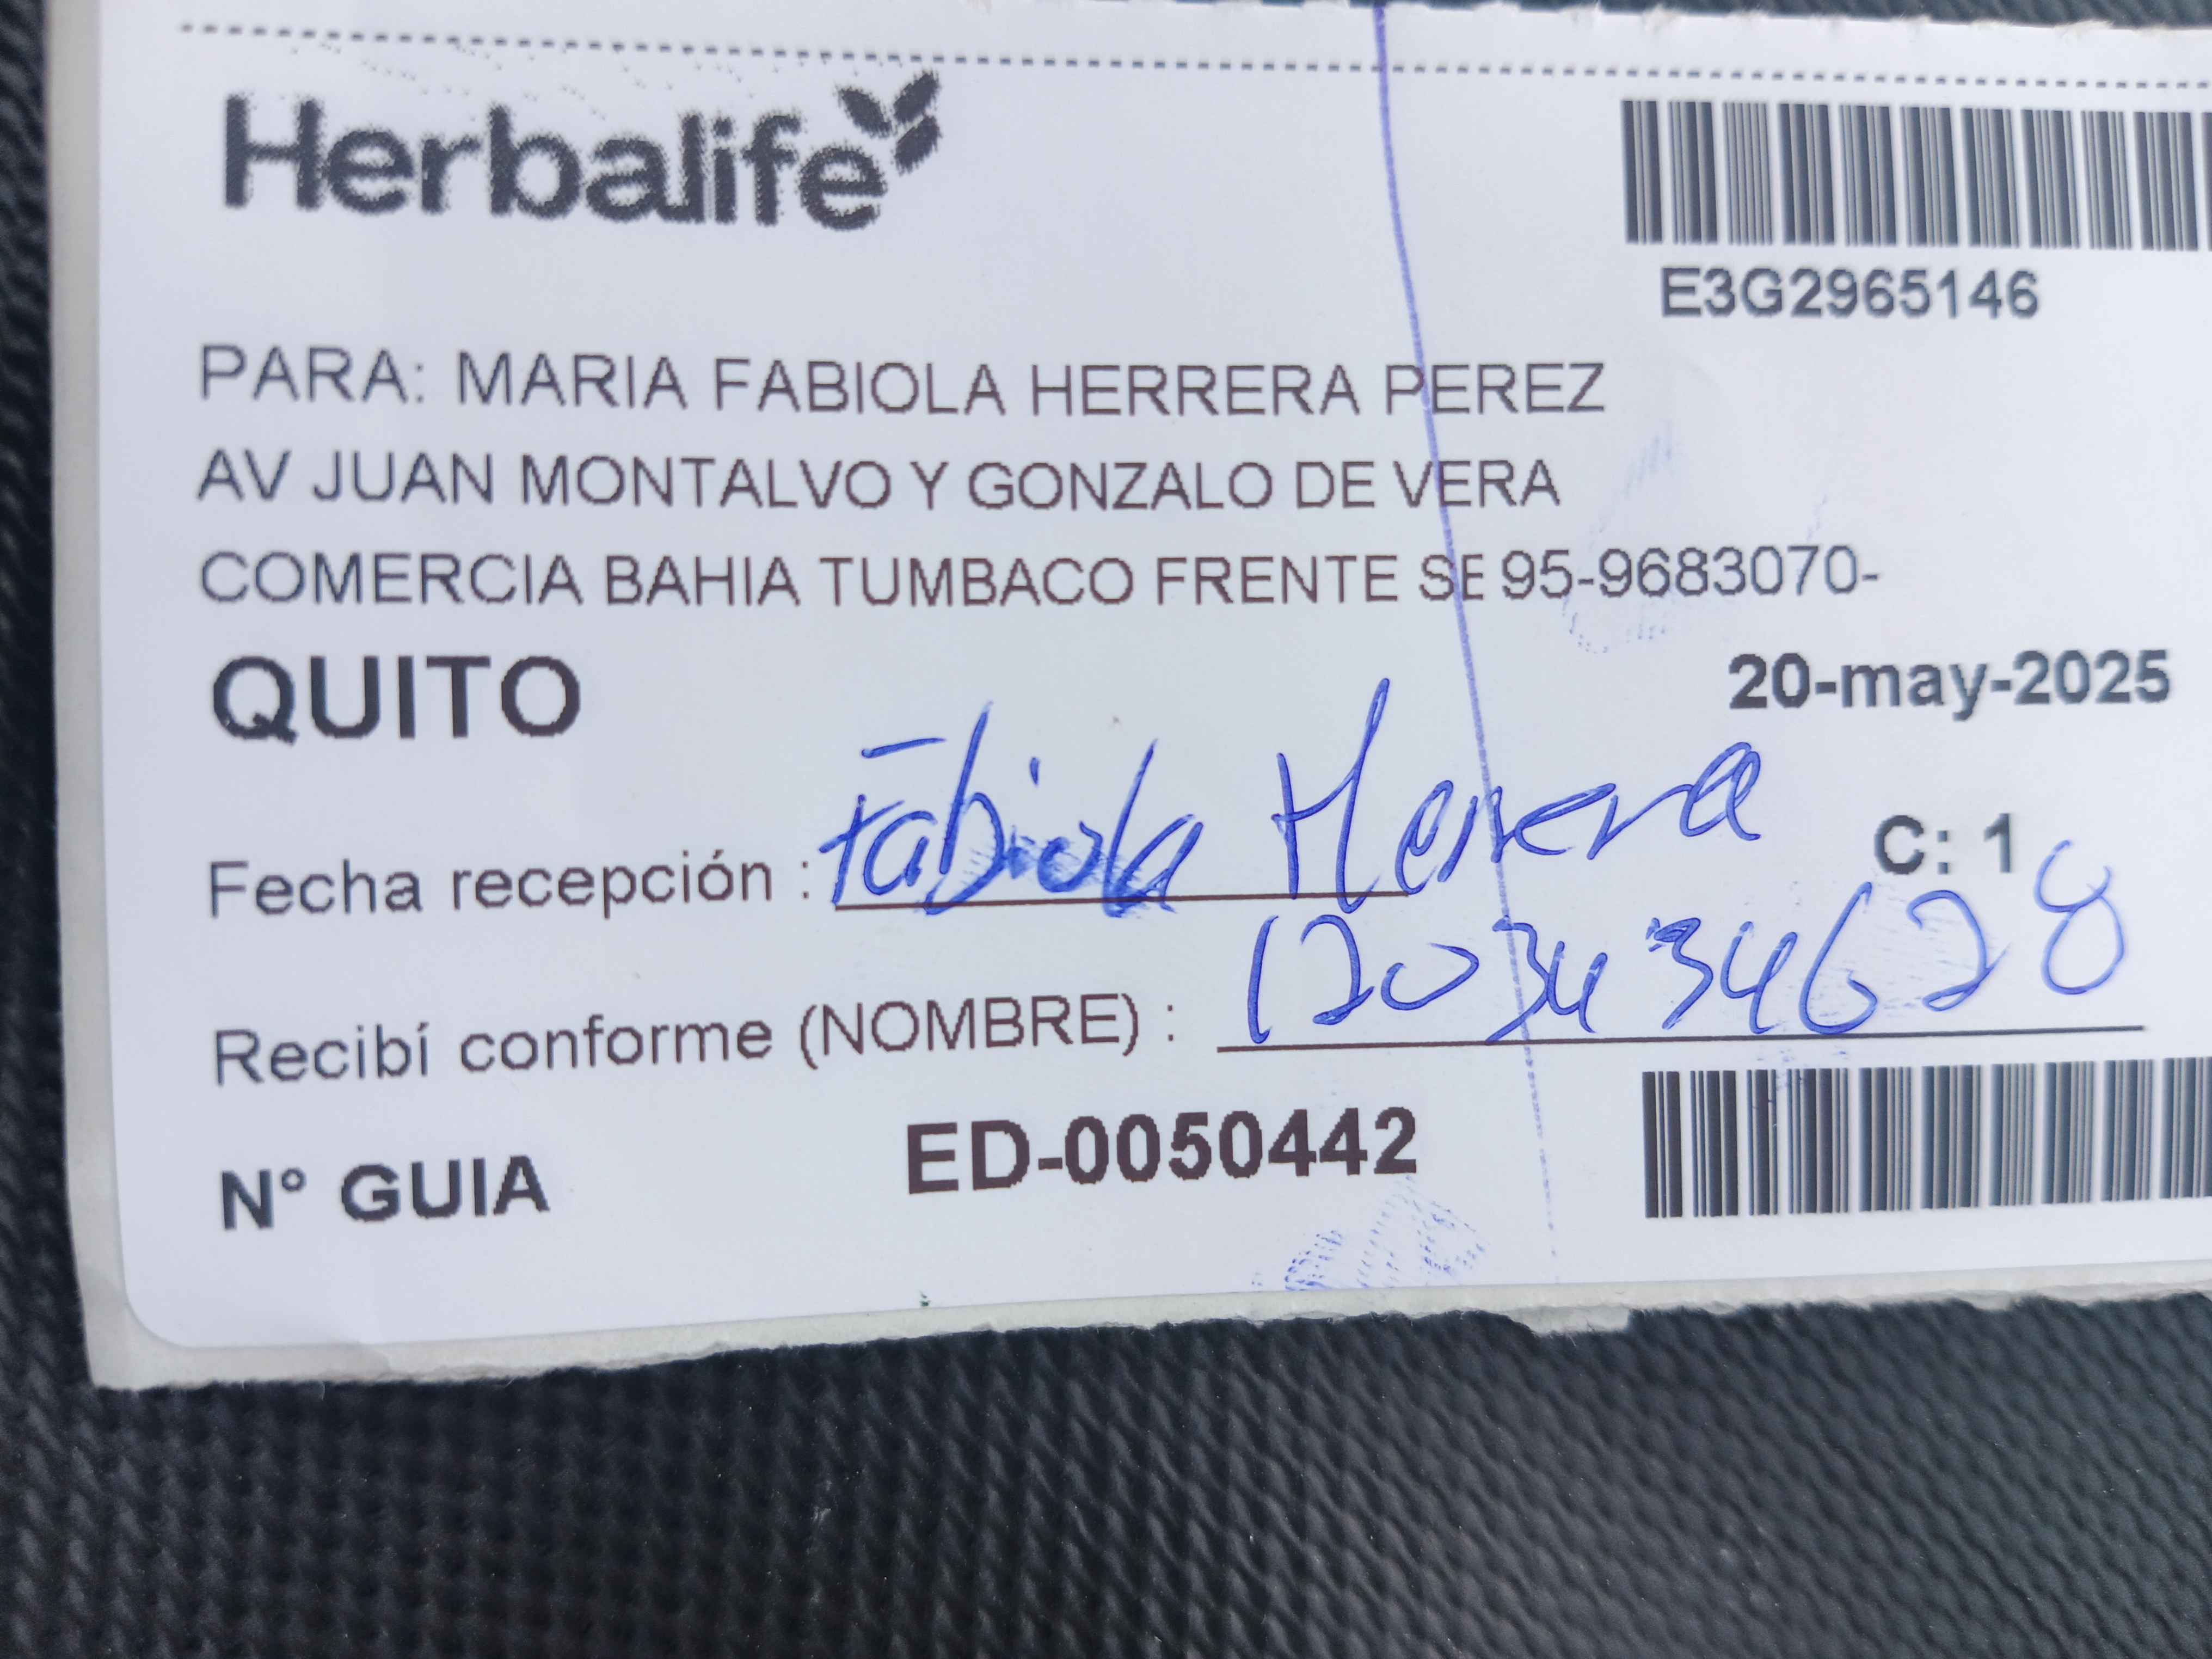 Herbalife
E3G2965146
PARA: MARIA FABIOLA HERRERA PEREZ
AV JUAN MONTALVO Y GONZALO DE VERA
COMERCIA BAHIA TUMBACO FRENTE SE 95-9683070-
QUITO
20-may-2025
Fecha recepción : Fabiola Herrera
C: 1
Recibí conforme (NOMBRE) : 1203434628
N° GUIA ED-0050442